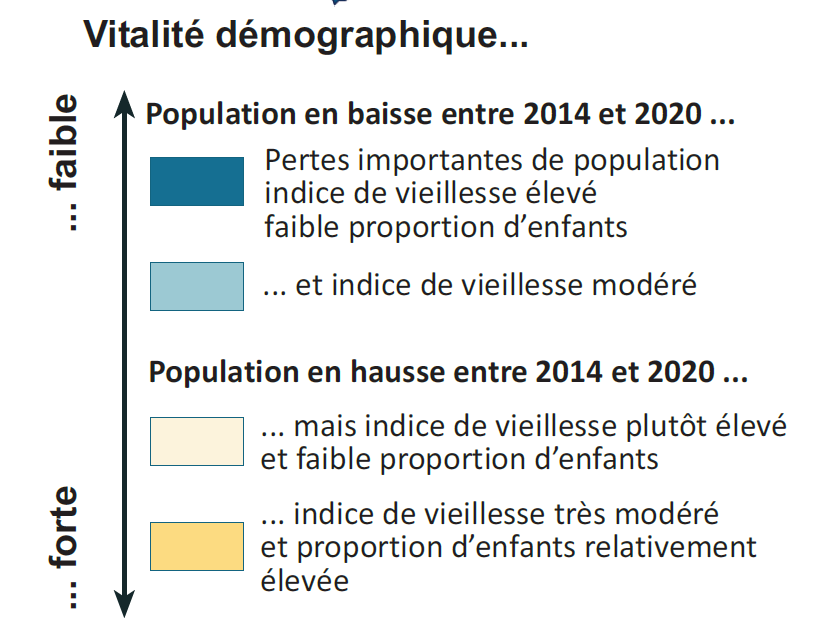 Vitalité démographique...
... faible
Population en baisse entre 2014 et 2020 ...
Pertes importantes de population
indice de vieillesse élevé
faible proportion d'enfants
... et indice de vieillesse modéré
Population en hausse entre 2014 et 2020 ...
... mais indice de vieillesse plutôt élevé
et faible proportion d'enfants
... forte
... indice de vieillesse très modéré
et proportion d'enfants relativement
élevée